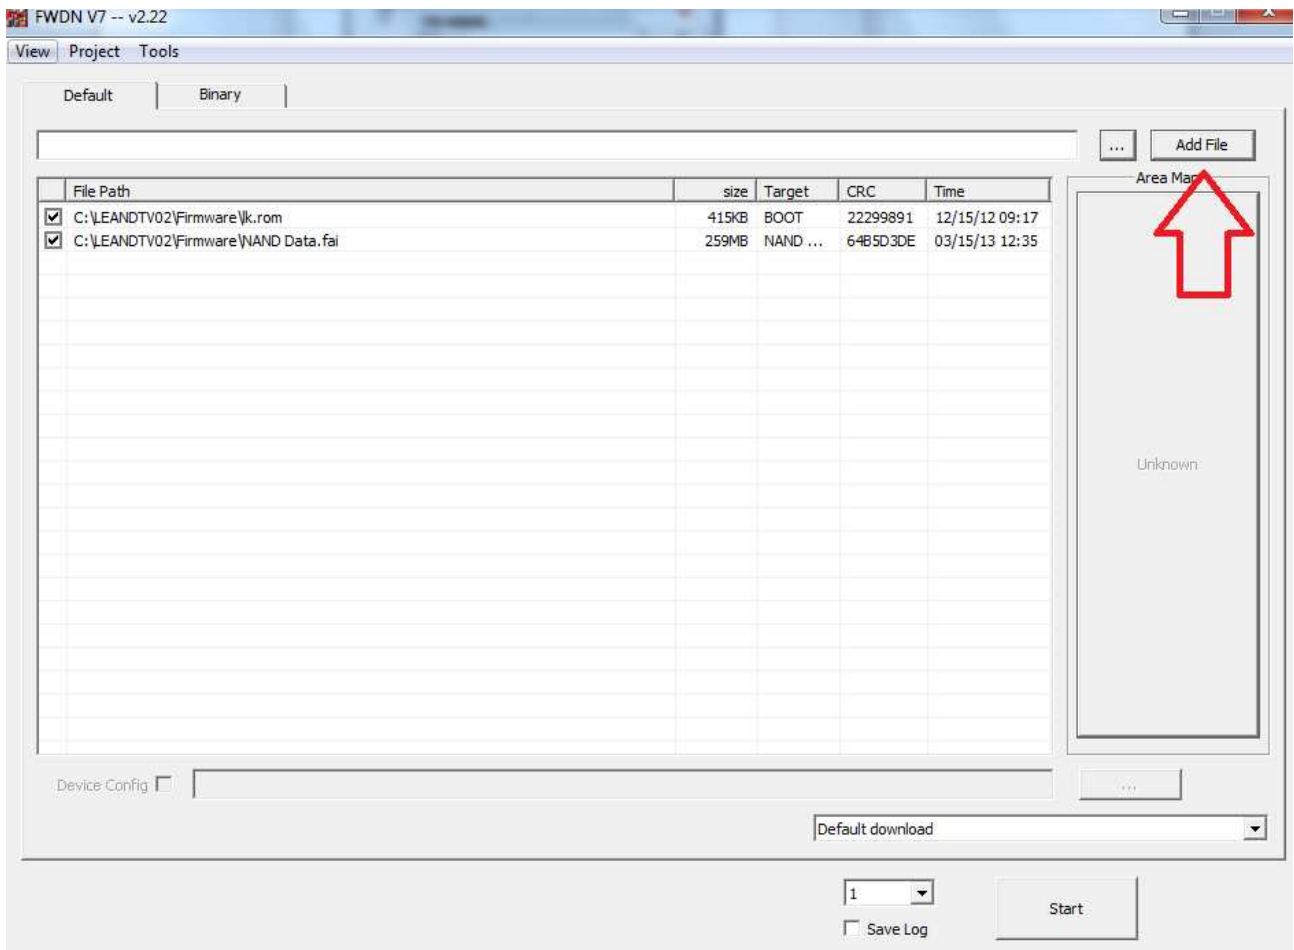 FWDN V7 -- v2.22
View Project Tools
Default Binary
... Add File
File Path size Target CRC Time Area Map
C:\LEANDTV02\Firmware\lk.rom 415KB BOOT 22299891 12/15/12 09:17
C:\LEANDTV02\Firmware\NAND Data.fai 259MB NAND ... 64B5D3DE 03/15/13 12:35
Unknown
Device Config ...
Default download
1
Start
Save Log